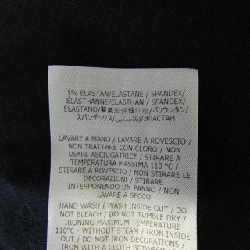 3% ELASTAN/ELASTANE / SPANDEX/
ELASTHANNE/ELASTHAN / SPANDEX/
ELASTANO/
LAVARE A MANO / LAVARE A ROVESCIO /
NON TRATTARE CON CLORO / NON
USARE ASCIUGATRICE / STIRARE A
TEMPERATURA MASSIMA 110°C /
STIRARE A ROVESCIO / NON STIRARE LE
DECORAZIONI / STIRARE
INTERPONENDO UN PANNO / NON
LAVARE A SECCO
HAND WASH / WASH INSIDE OUT / DO
NOT BLEACH / DO NOT TUMBLE DRY /
IRONING MAXIMUM TEMPERATURE
110°C - WITHOUT STEAM / IRON INSIDE
OUT / DO NOT IRON DECORATIONS /
IRON WITH A